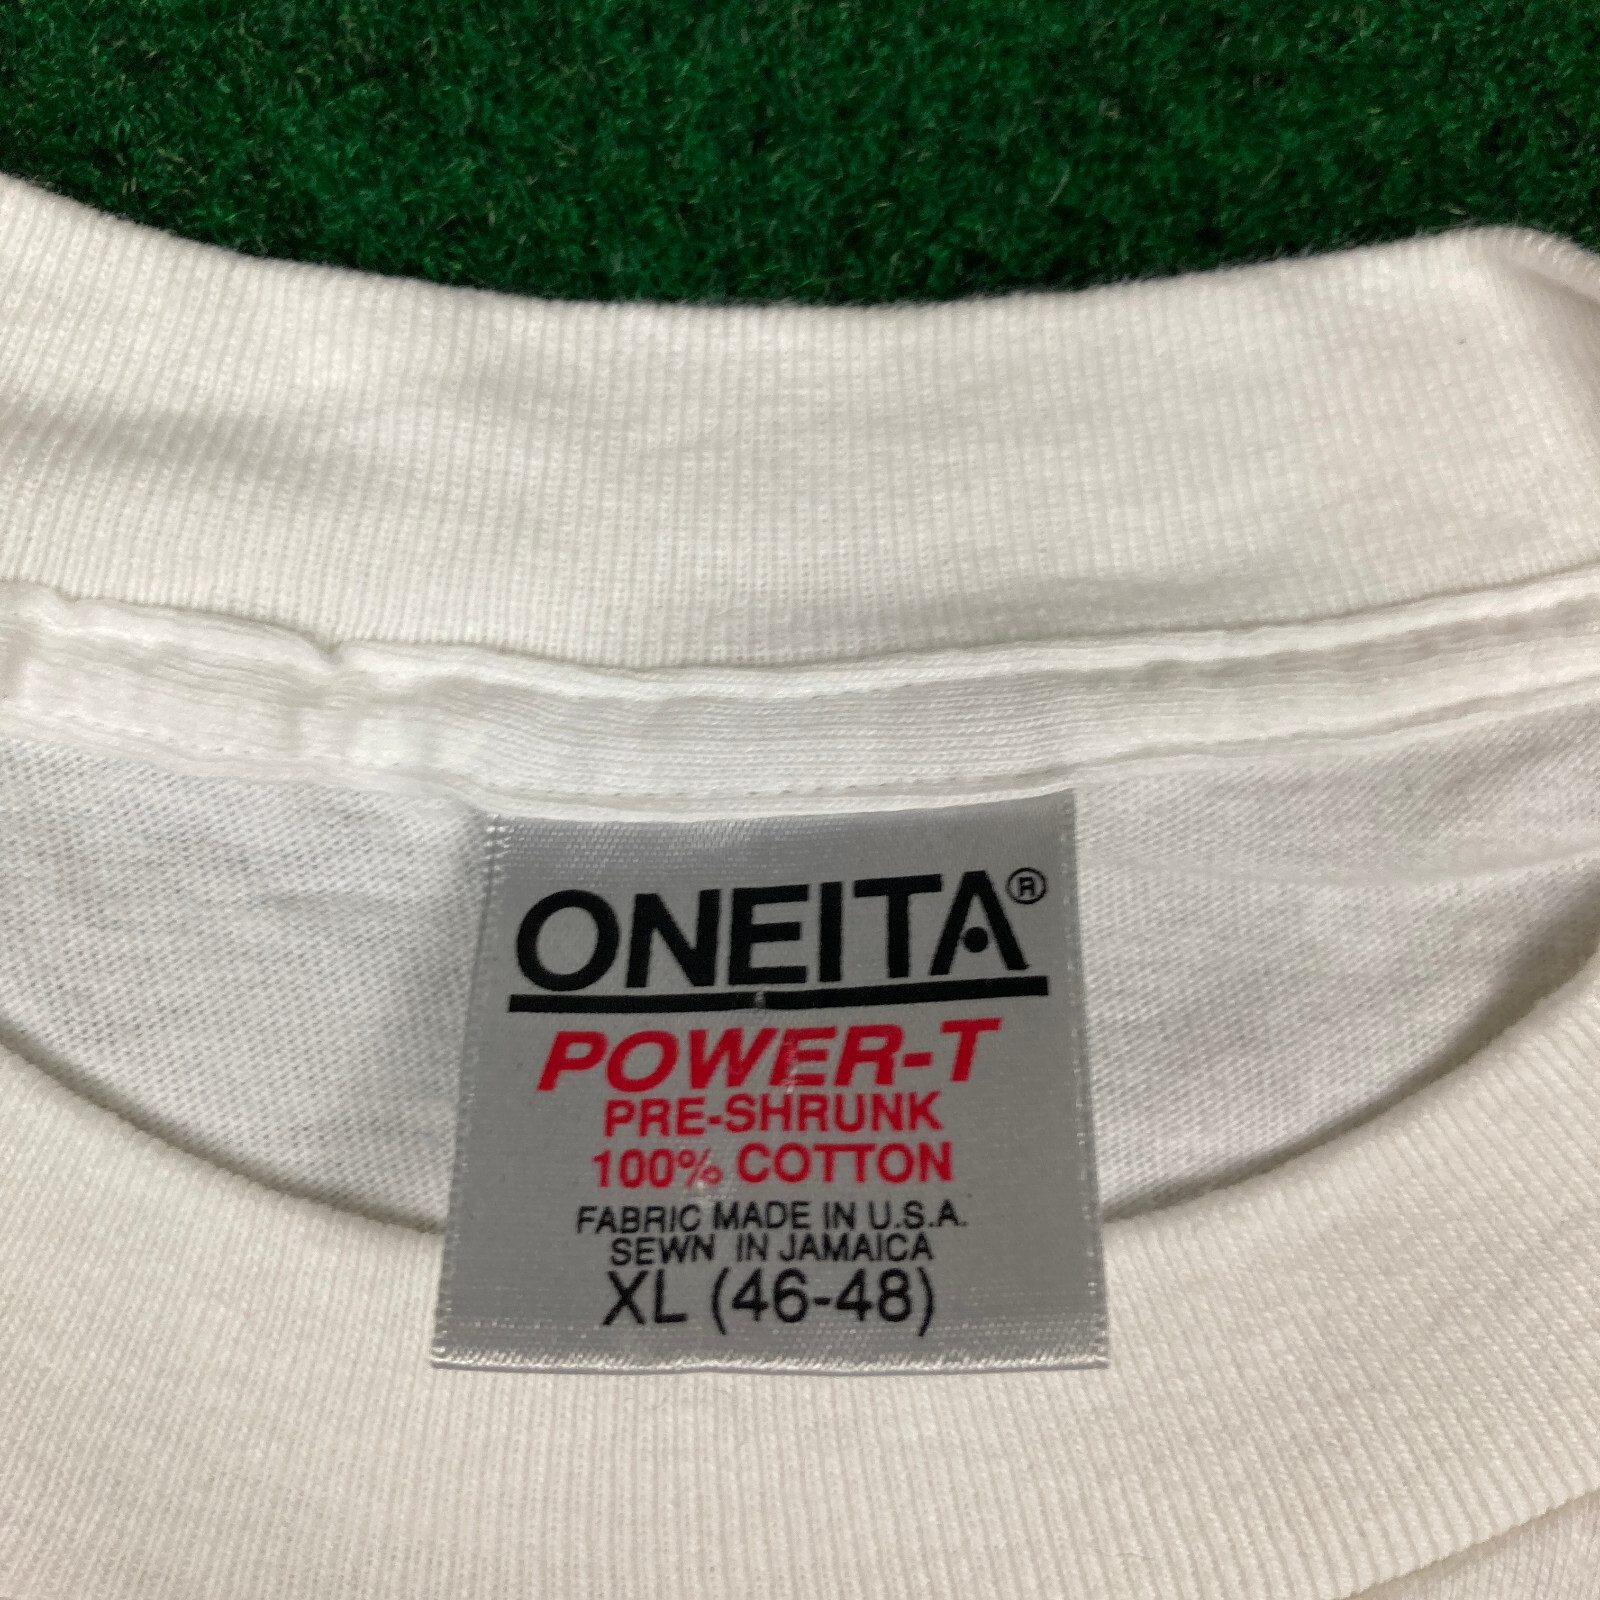 ONEITA®
POWER-T
PRE-SHRUNK
100% COTTON
FABRIC MADE IN U.S.A.
SEWN IN JAMAICA
XL (46-48)